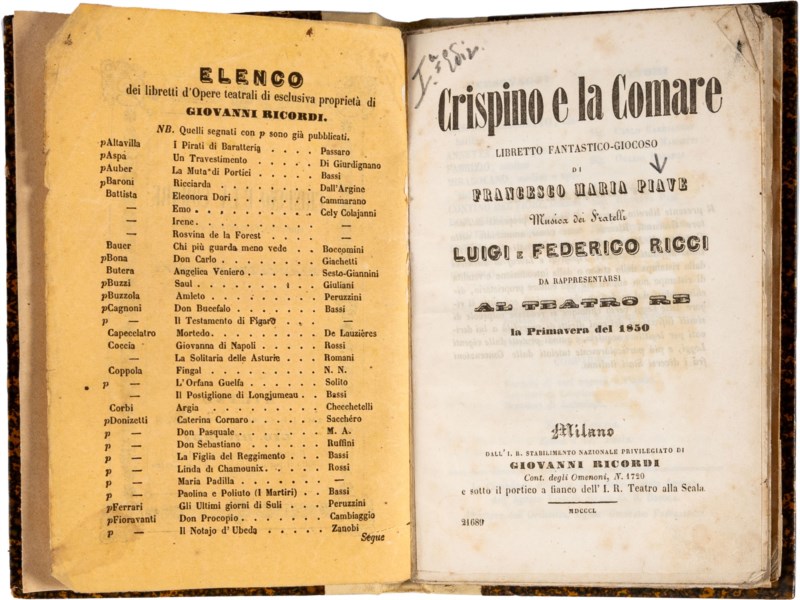 ELENCO
dei libretti d'Opere teatrali di esclusiva proprietà di
GIOVANNI RICORDI.
NB. Quelli segnati con p sono già pubblicati.
pAltavilla I Pirati di Baratteria . . . . Passaro
pAspa Un Travestimento . . . . . Di Giurdignano
pAuber La Muta di Portici . . . . . Bassi
pBaroni Ricciarda . . . . . . . Dall'Argine
Battista Eleonora Dori . . . . . . Cammarano
— Emo . . . . . . . . . Cely Colajanni
— Irene . . . . . . . . . —
— Rosvina de la Forest . . . . —
Bauer Chi più guarda meno vede . . Boccomini
pBona Don Carlo . . . . . . . Giachetti
Butera Angelica Veniero . . . . . Sesto-Giannini
pBuzzi Saul . . . . . . . . . Giuliani
pBuzzola Amleto . . . . . . . . Peruzzini
pCagnoni Don Bucefalo . . . . . . Bassi
p — Il Testamento di Figaro . . . —
Capecelatro Mortedo . . . . . . . . De Lauzières
Coccia Giovanna di Napoli . . . . . Rossi
— La Solitaria delle Asturie . . . Romani
Coppola Fingal . . . . . . . . . N. N.
p — L'Orfana Guelfa . . . . . . Solito
— Il Postiglione di Longjumeau . . Bassi
Corbi Argia . . . . . . . . . Checchetelli
pDonizetti Caterina Cornaro . . . . . . Sacchéro
p — Don Pasquale . . . . . . . M. A.
p — Don Sebastiano . . . . . . Ruffini
p — La Figlia del Reggimento . . . Bassi
p — Linda di Chamounix . . . . . Rossi
p — Maria Padilla . . . . . . . —
p — Paolina e Poliuto (I Martiri) . . Bassi
pFerrari Gli Ultimi giorni di Suli . . . Peruzzini
pFioravanti Don Procopio . . . . . . . Cambiaggio
p — Il Notajo d'Ubeda . . . . . Zanobi
Segue
Iª ediz.
Crispino e la Comare
LIBRETTO FANTASTICO-GIOCOSO
DI
FRANCESCO MARIA PIAVE
Musica dei Fratelli
LUIGI E FEDERICO RICCI
DA RAPPRESENTARSI
AL TEATRO RE
la Primavera del 1850
Milano
DALL'I. R. STABILIMENTO NAZIONALE PRIVILEGIATO DI
GIOVANNI RICORDI
Cont. degli Omenoni, N. 1720
e sotto il portico a fianco dell'I. R. Teatro alla Scala.
MDCCCL
21689